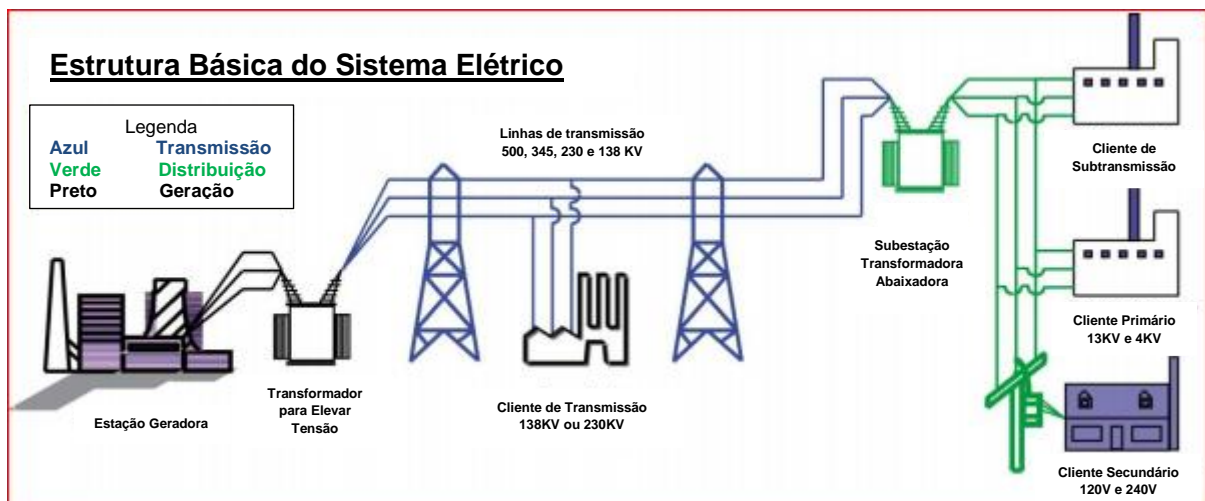 Estrutura Básica do Sistema Elétrico
Legenda
Azul Transmissão
Verde Distribuição
Preto Geração
Linhas de transmissão
500, 345, 230 e 138 KV
Cliente de
Subtransmissão
Subestação
Transformadora
Abaixadora
Cliente Primário
13KV e 4KV
Estação Geradora
Transformador
para Elevar
Tensão
Cliente de Transmissão
138KV ou 230KV
Cliente Secundário
120V e 240V